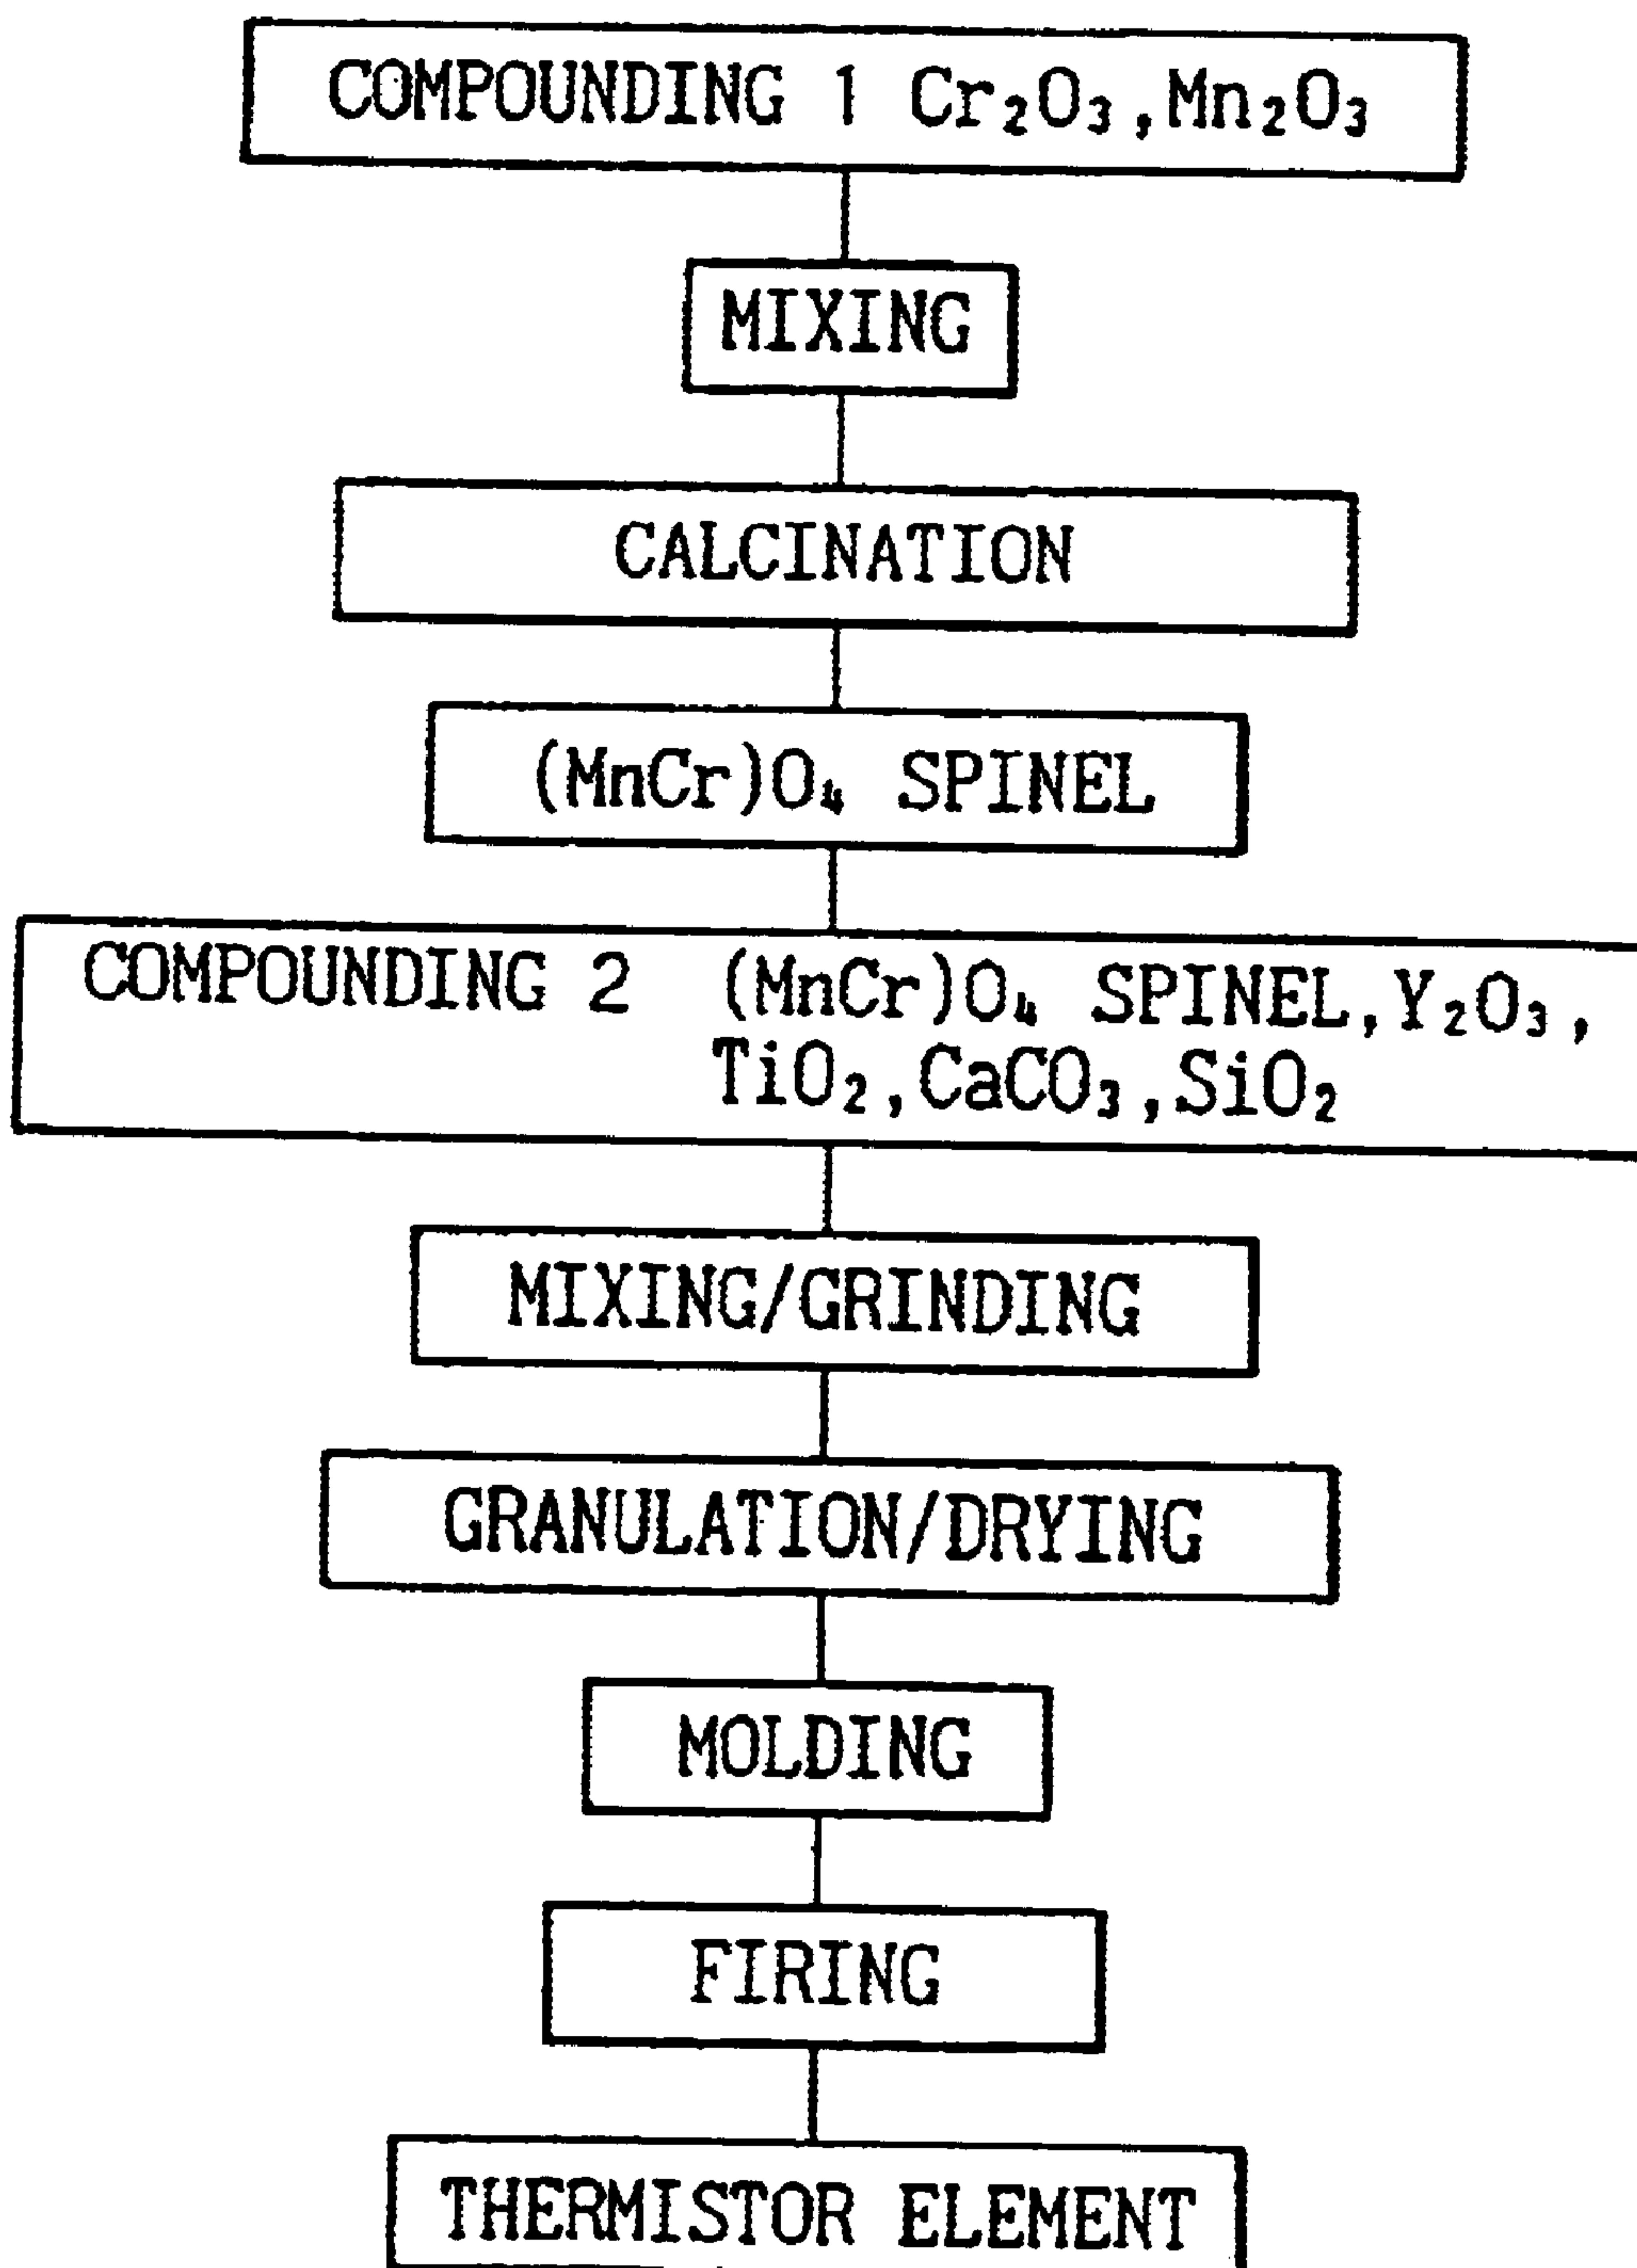 COMPOUNDING 1 Cr₂O₃,Mn₂O₃
MIXING
CALCINATION
(MnCr)O₄ SPINEL
COMPOUNDING 2 (MnCr)O₄ SPINEL,Y₂O₃,
TiO₂,CaCO₃,SiO₂
MIXING/GRINDING
GRANULATION/DRYING
MOLDING
FIRING
THERMISTOR ELEMENT